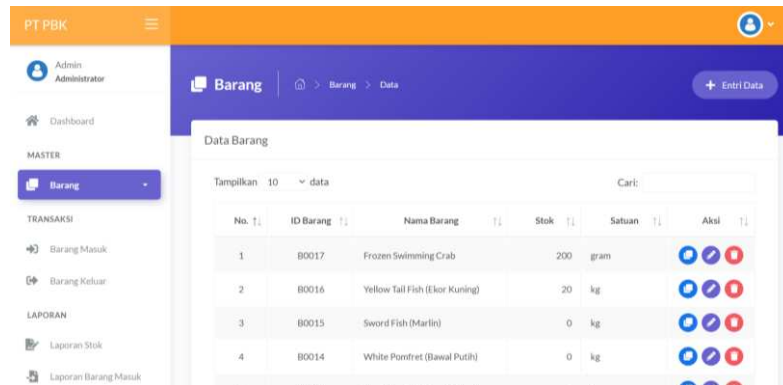 PT PBK
Admin
Administrator
Dashboard
MASTER
Barang
TRANSAKSI
Barang Masuk
Barang Keluar
LAPORAN
Laporan Stok
Laporan Barang Masuk
Barang > Barang > Data
+ Entri Data
Data Barang
Tampilkan 10 data
Cari:
No. ID Barang Nama Barang Stok Satuan Aksi
1 B0017 Frozen Swimming Crab 200 gram
2 B0016 Yellow Tail Fish (Ekor Kuning) 20 kg
3 B0015 Sword Fish (Marlin) 0 kg
4 B0014 White Pomfret (Bawal Putih) 0 kg